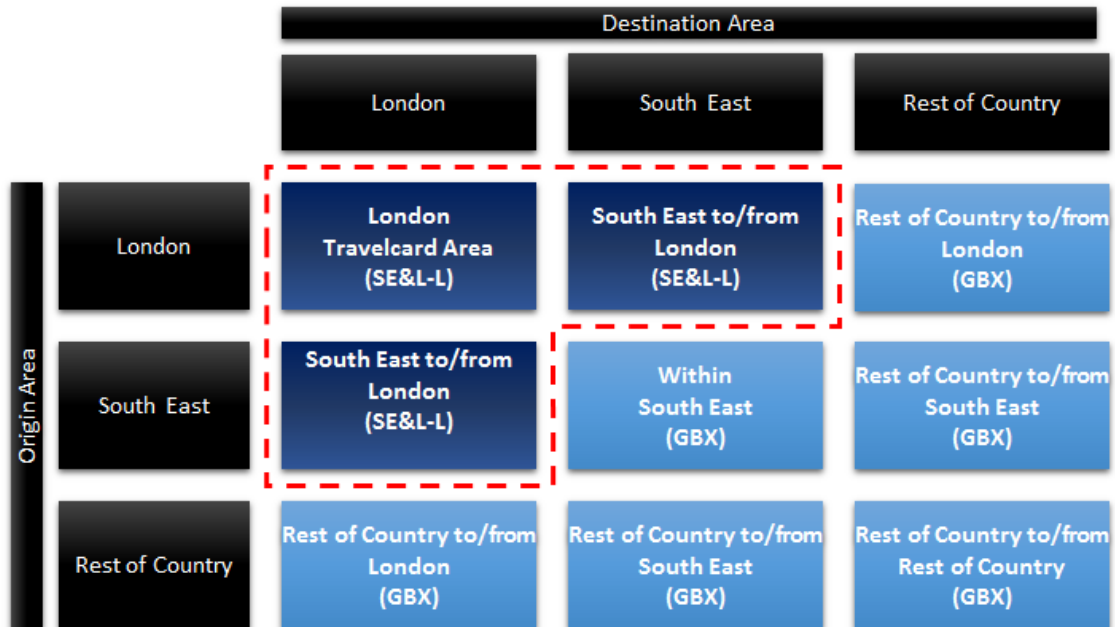 Destination Area
London
South East
Rest of Country
Origin Area
London
London
Travelcard Area
(SE&L-L)
South East to/from
London
(SE&L-L)
Rest of Country to/from
London
(GBX)
South East
South East to/from
London
(SE&L-L)
Within
South East
(GBX)
Rest of Country to/from
South East
(GBX)
Rest of Country
Rest of Country to/from
London
(GBX)
Rest of Country to/from
South East
(GBX)
Rest of Country to/from
Rest of Country
(GBX)